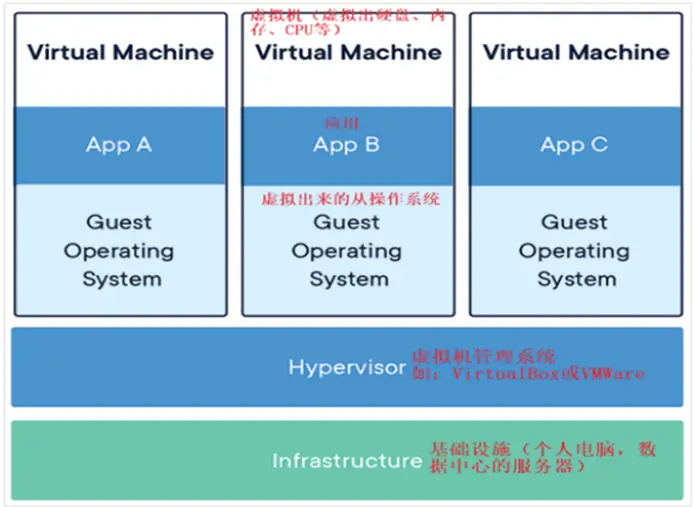 虚拟机（虚拟出硬盘、内
存、CPU等）
Virtual Machine
Virtual Machine
Virtual Machine
应用
App A
App B
App C
虚拟出来的从操作系统
Guest
Operating
System
Guest
Operating
System
Guest
Operating
System
Hypervisor
虚拟机管理系统
如：VirtualBox或VMWare
Infrastructure
基础设施（个人电脑，数
据中心的服务器）